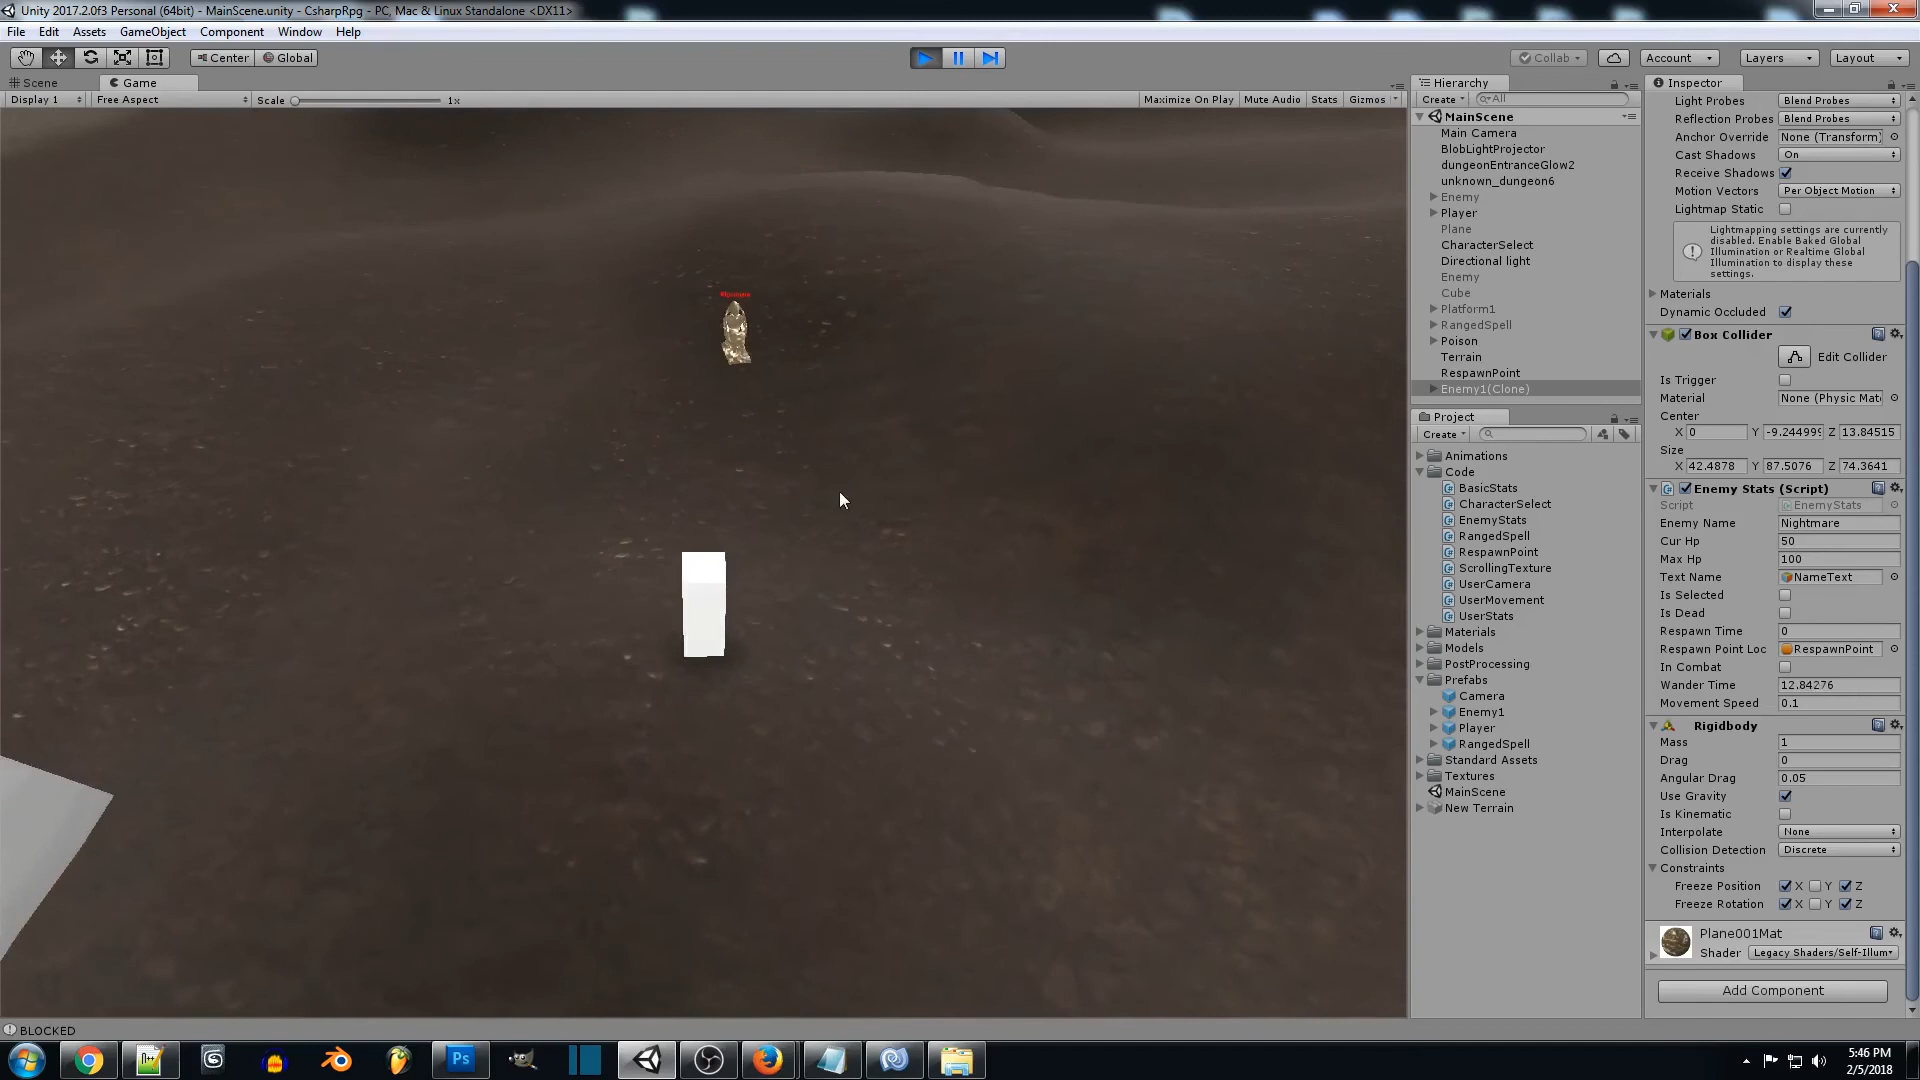 Unity 2017.2.0f3 Personal (64bit) - MainScene.unity - CsharpRpg - PC, Mac & Linux Standalone <DX11>
File Edit Assets GameObject Component Window Help
Center Global Collab Account Layers Layout
Scene Game
Display 1 Free Aspect Scale 1x Maximize On Play Mute Audio Stats Gizmos
Hierarchy
Create All
MainScene
Main Camera
BlobLightProjector
dungeonEntranceGlow2
unknown_dungeon6
Enemy
Player
Plane
CharacterSelect
Directional light
Enemy
Cube
Platform1
RangedSpell
Poison
Terrain
RespawnPoint
Enemy1(Clone)
Project
Create
Animations
Code
BasicStats
CharacterSelect
EnemyStats
RangedSpell
RespawnPoint
ScrollingTexture
UserCamera
UserMovement
UserStats
Materials
Models
PostProcessing
Prefabs
Camera
Enemy1
Player
RangedSpell
Standard Assets
Textures
MainScene
New Terrain
Inspector
Light Probes Blend Probes
Reflection Probes Blend Probes
Anchor Override None (Transform)
Cast Shadows On
Receive Shadows
Motion Vectors Per Object Motion
Lightmap Static
Lightmapping settings are currently
disabled. Enable Baked Global
Illumination or Realtime Global
Illumination to display these
settings.
Materials
Dynamic Occluded
Box Collider
Edit Collider
Is Trigger
Material None (Physic Mat
Center
X 0 Y -9.244999 Z 13.84515
Size
X 42.4878 Y 87.5076 Z 74.3641
Enemy Stats (Script)
Script EnemyStats
Enemy Name Nightmare
Cur Hp 50
Max Hp 100
Text Name NameText
Is Selected
Is Dead
Respawn Time 0
Respawn Point Loc RespawnPoint
In Combat
Wander Time 12.84276
Movement Speed 0.1
Rigidbody
Mass 1
Drag 0
Angular Drag 0.05
Use Gravity
Is Kinematic
Interpolate None
Collision Detection Discrete
Constraints
Freeze Position X Y Z
Freeze Rotation X Y Z
Plane001Mat
Shader Legacy Shaders/Self-Illum
Add Component
BLOCKED
Ps
5:46 PM
2/5/2018